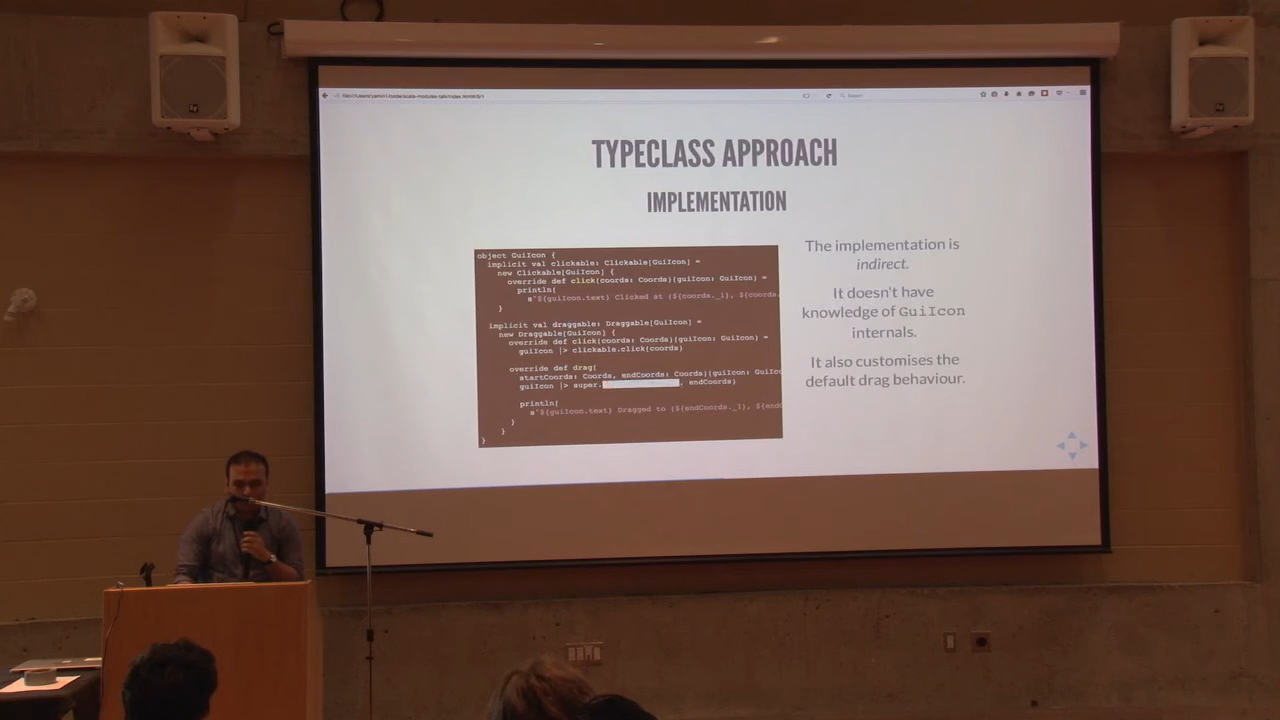 TYPECLASS APPROACH
IMPLEMENTATION
object GuiIcon {
implicit val clickable: Clickable[GuiIcon] =
new Clickable[GuiIcon] {
override def click(coords: Coords)(guiIcon: GuiIcon) =
println(
s"${guiIcon.text} Clicked at (${coords._1}, ${coords.
}
implicit val draggable: Draggable[GuiIcon] =
new Draggable[GuiIcon] {
override def click(coords: Coords)(guiIcon: GuiIcon) =
guiIcon |> clickable.click(coords)
override def drag(
startCoords: Coords, endCoords: Coords)(guiIcon: GuiIco
guiIcon |> super. , endCoords)
println(
s"${guiIcon.text} Dragged to (${endCoords._1}, ${end
}
}
}
The implementation is
indirect.
It doesn't have
knowledge of GuiIcon
internals.
It also customises the
default drag behaviour.